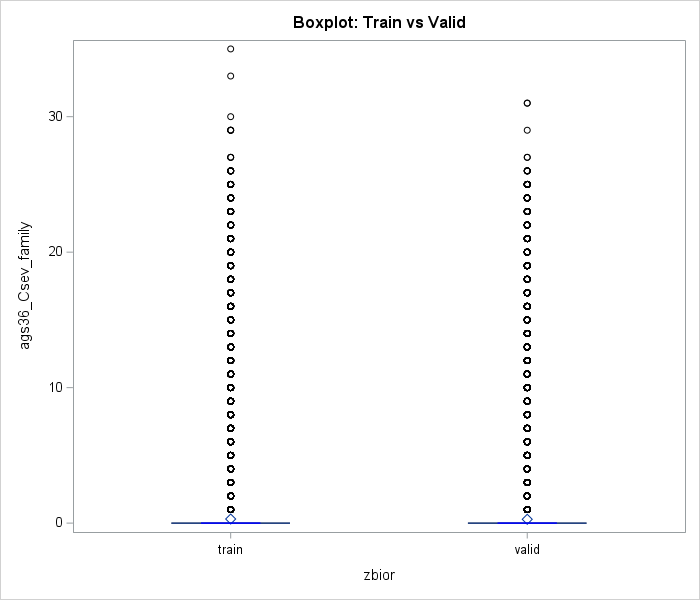 Boxplot: Train vs Valid
30
20
10
0
ags36_Csev_family
train
valid
zbior